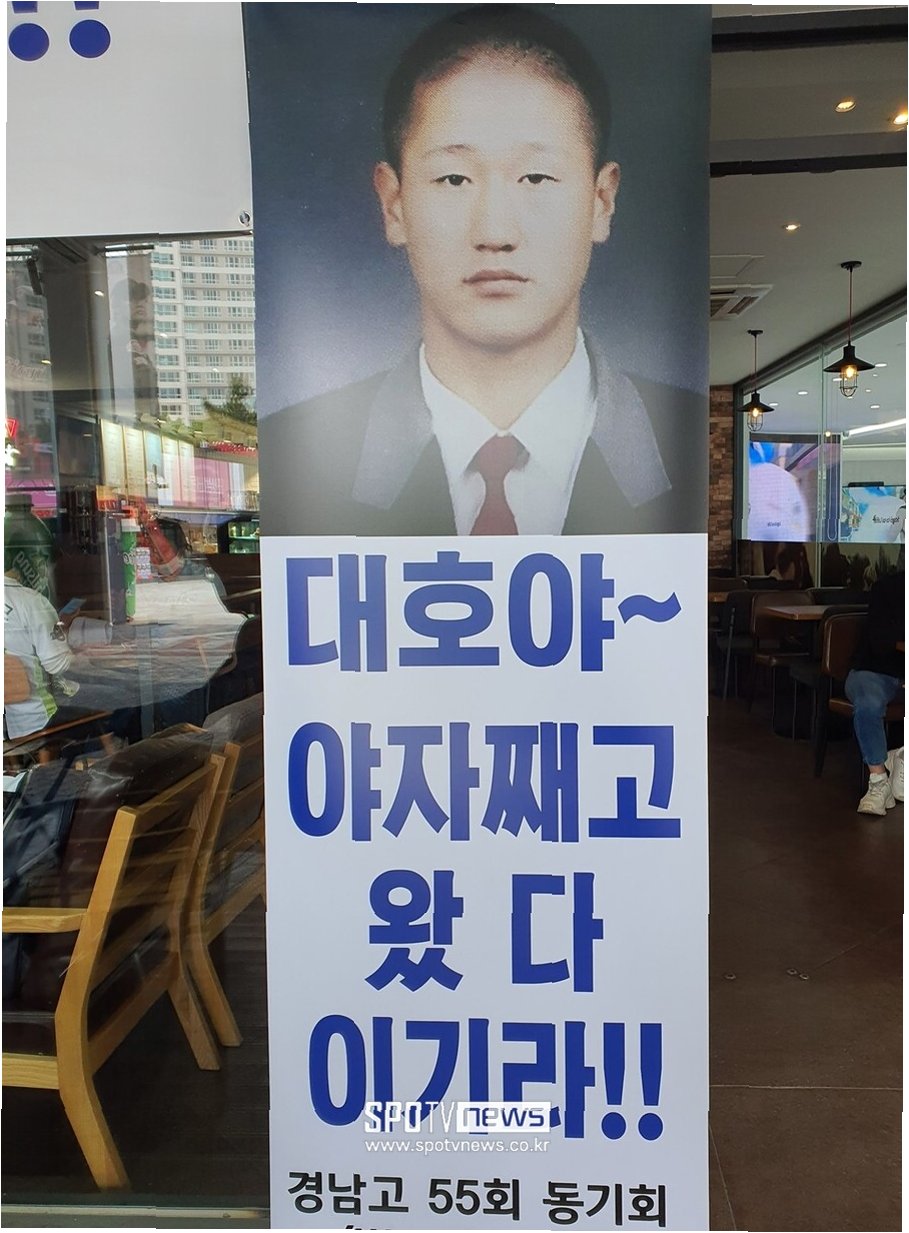 !!
대호야~
야자째고
왔 다
이기라!!
SPOTV news
www.spotvnews.co.kr
경남고 55회 동기회